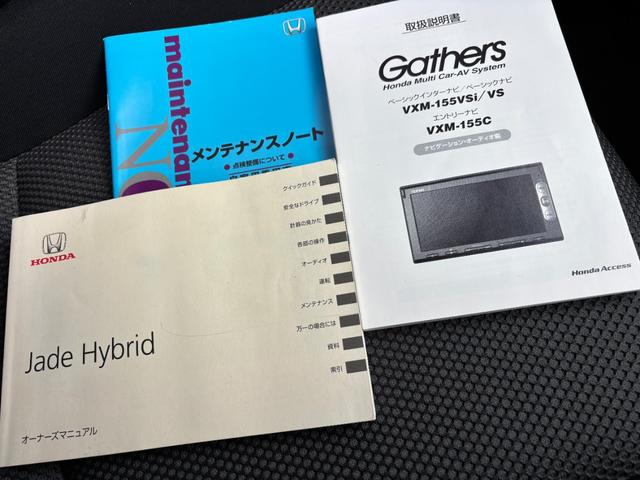 maintenan
NO
メンテナンスノート
点検整備について
取扱説明書
Gathers
Honda Multi Car-AV System
ベーシックインターナビ/ベーシックナビ
VXM-155VSi/VS
エントリーナビ
VXM-155C
ナビゲーション・オーディオ編
Honda Access
HONDA
Jade Hybrid
オーナーズマニュアル
クイックガイド
安全なドライブ
計器の見かた
各部の操作
オーディオ
運転
メンテナンス
万一の場合には
資料
索引